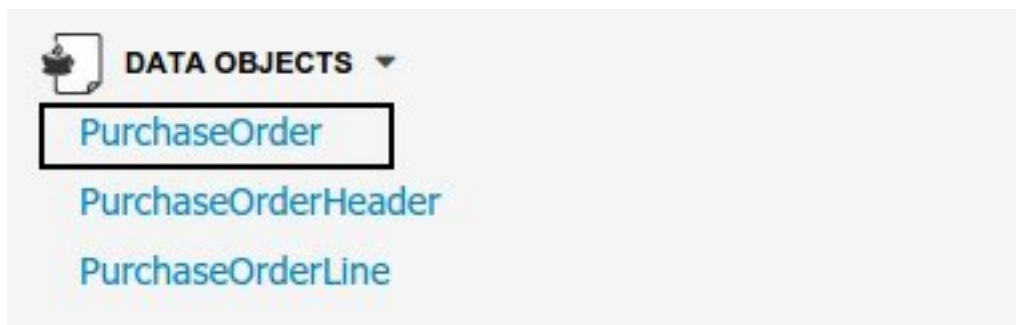 DATA OBJECTS
PurchaseOrder
PurchaseOrderHeader
PurchaseOrderLine